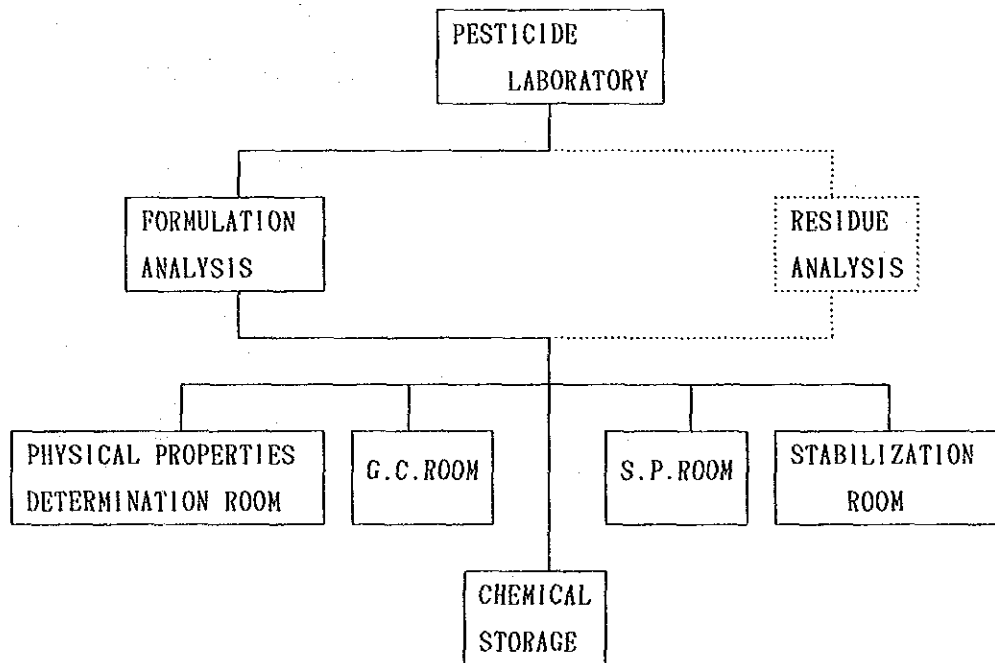 PESTICIDE
LABORATORY
FORMULATION
ANALYSIS
RESIDUE
ANALYSIS
PHYSICAL PROPERTIES
DETERMINATION ROOM
G.C.ROOM
S.P.ROOM
STABILIZATION
ROOM
CHEMICAL
STORAGE